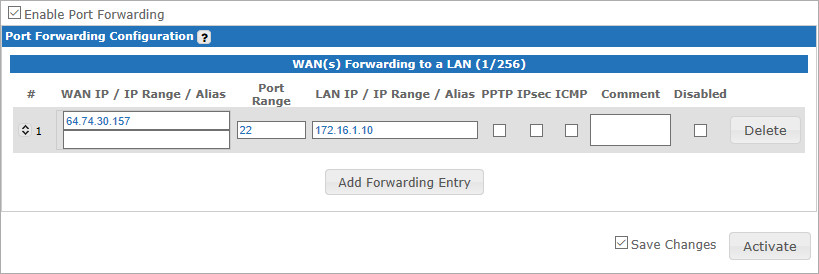 Enable Port Forwarding
Port Forwarding Configuration ?
WAN(s) Forwarding to a LAN (1/256)
# WAN IP / IP Range / Alias Port Range LAN IP / IP Range / Alias PPTP IPsec ICMP Comment Disabled
1 64.74.30.157 22 172.16.1.10 Delete
Add Forwarding Entry
Save Changes Activate